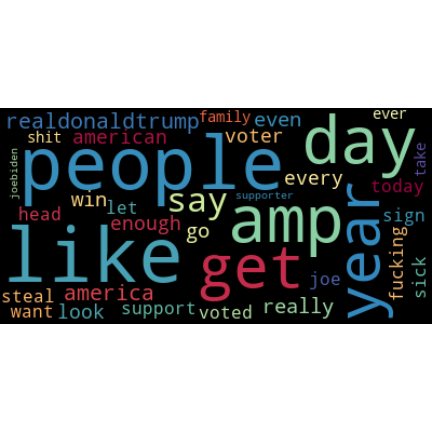 realdonaldtrump family even ever
shit american voter day
people every take
joebiden win say supporter today
head let amp year sign
like enough go
get joe fucking sick
steal america really
want look support voted